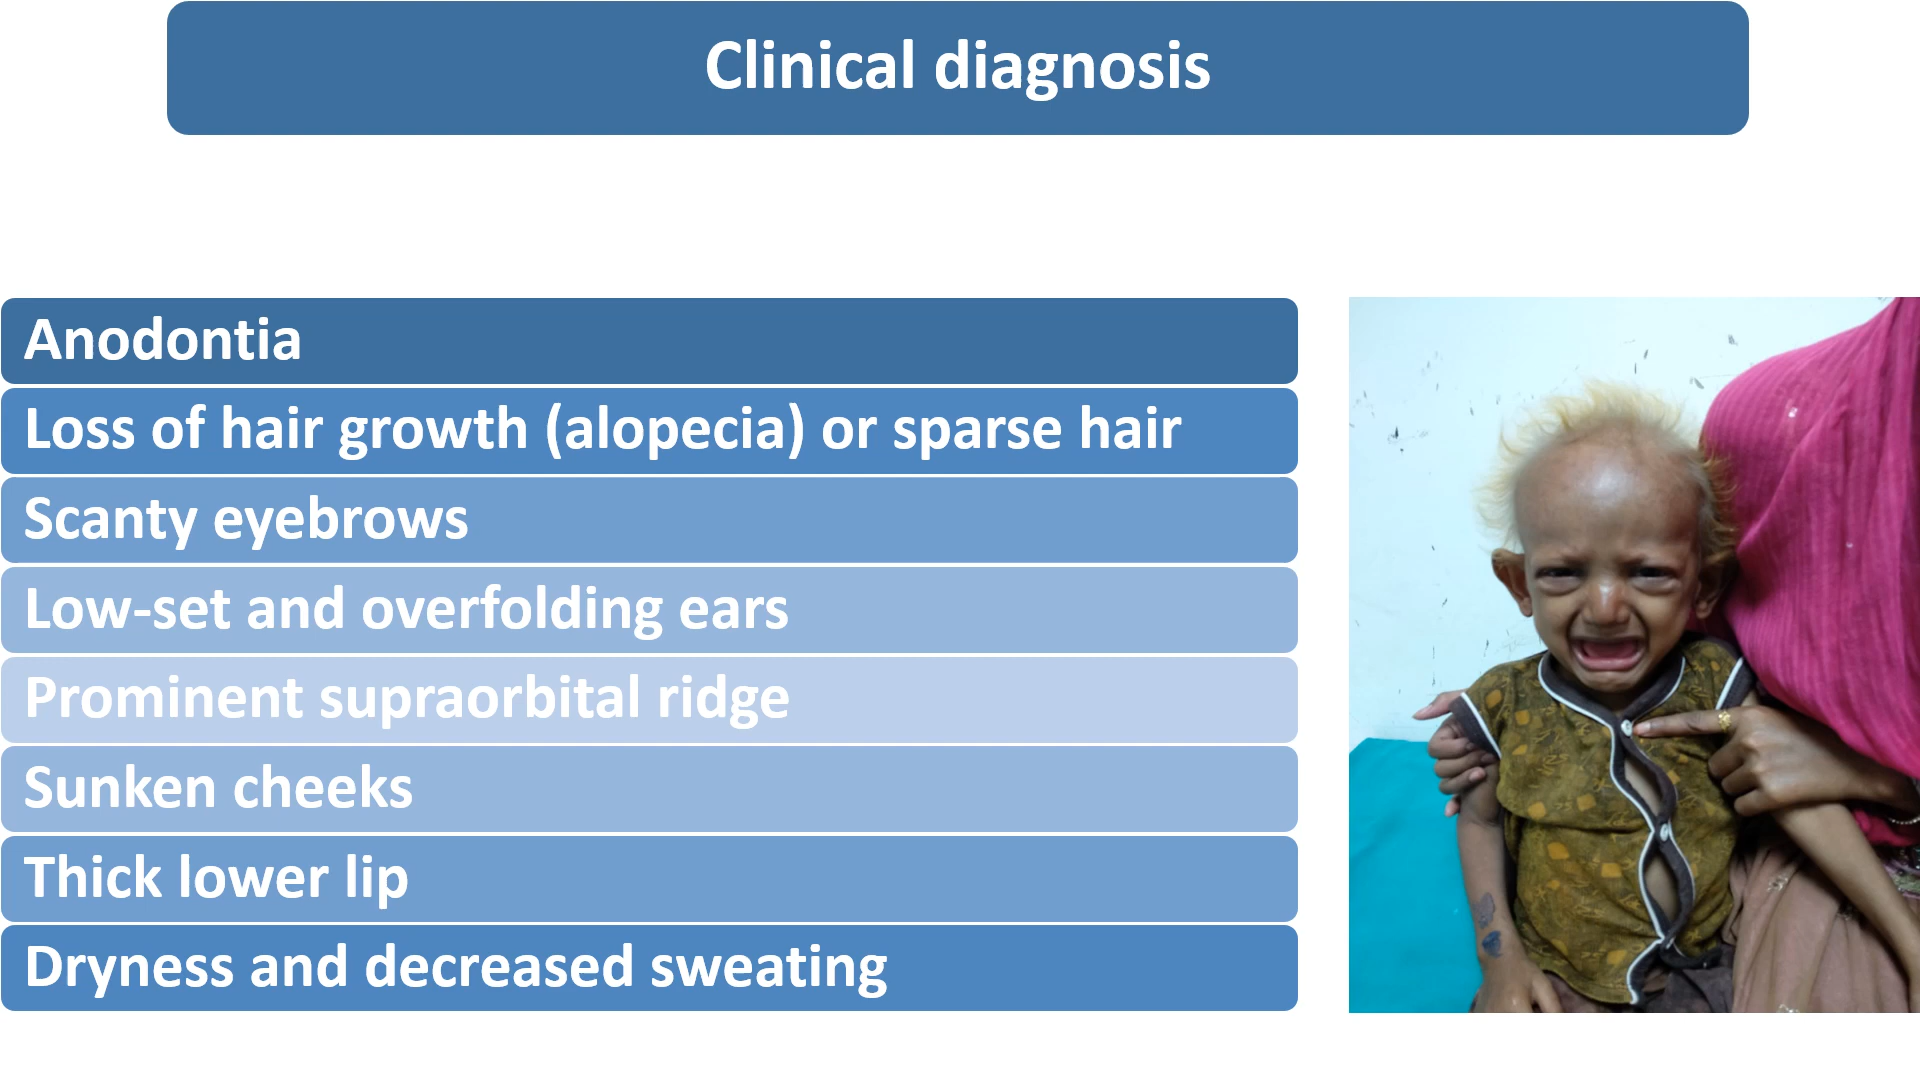 Clinical diagnosis
Anodontia
Loss of hair growth (alopecia) or sparse hair
Scanty eyebrows
Low-set and overfolding ears
Prominent supraorbital ridge
Sunken cheeks
Thick lower lip
Dryness and decreased sweating